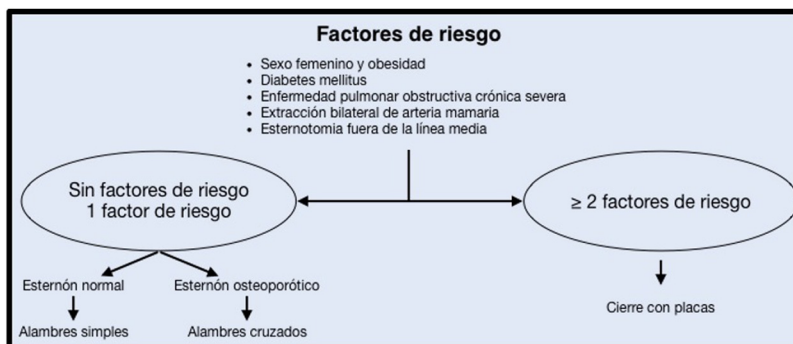 Factores de riesgo
• Sexo femenino y obesidad
• Diabetes mellitus
• Enfermedad pulmonar obstructiva crónica severa
• Extracción bilateral de arteria mamaria
• Esternotomia fuera de la línea media
Sin factores de riesgo
1 factor de riesgo
≥ 2 factores de riesgo
Esternón normal
Esternón osteoporótico
Alambres simples
Alambres cruzados
Cierre con placas